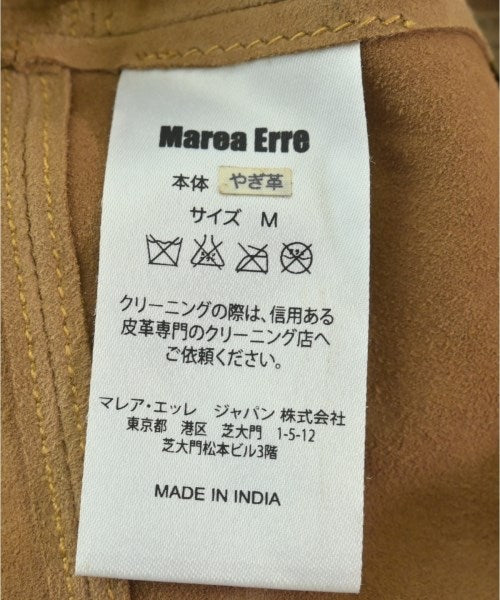 Marea Erre
本体 やぎ革
サイズ M
クリーニングの際は、信用ある
皮革専門のクリーニング店へ
ご依頼ください。
マレア・エッレ ジャパン 株式会社
東京都 港区 芝大門 1-5-12
芝大門松本ビル3階
MADE IN INDIA